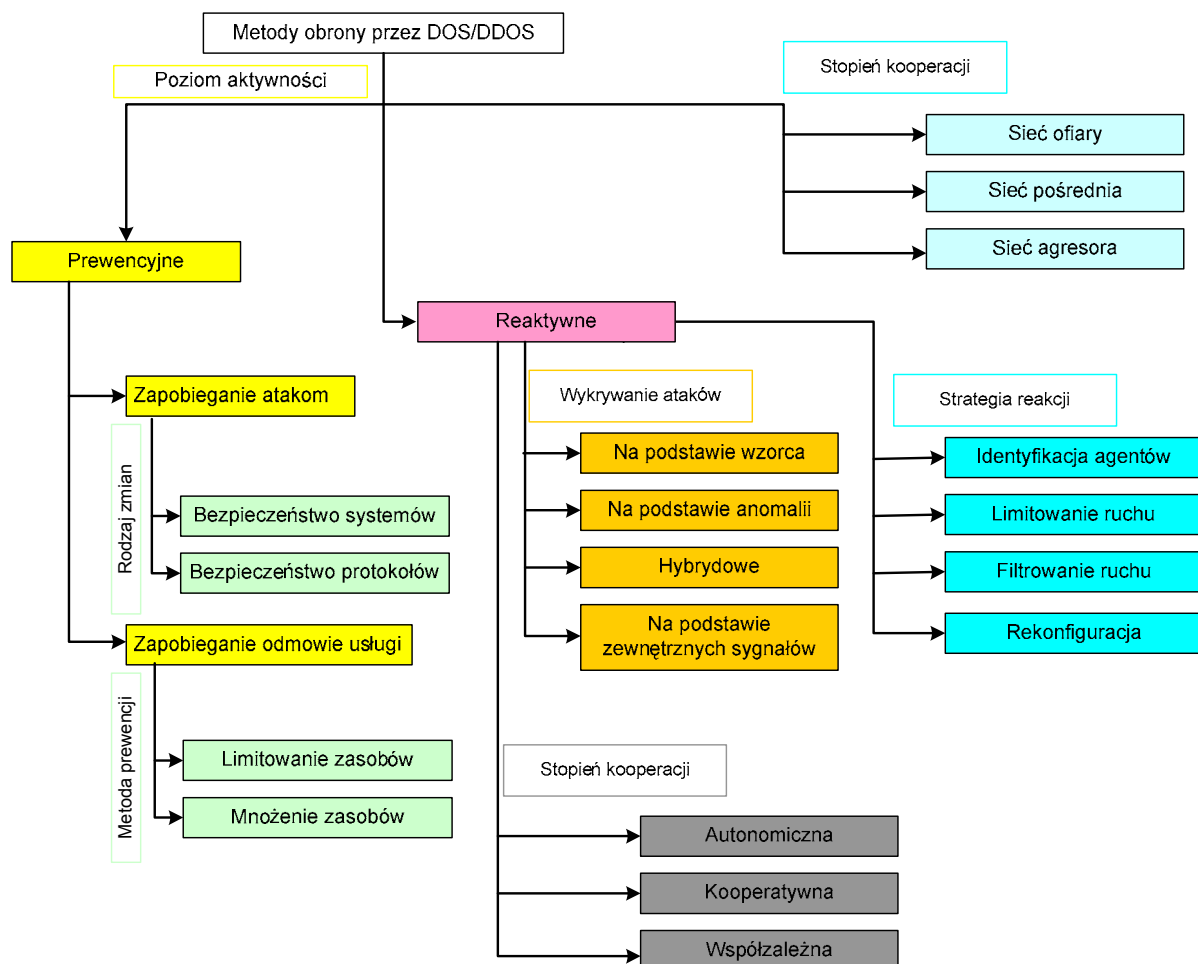 Metody obrony przez DOS/DDOS
Poziom aktywności
Stopień kooperacji
Sieć ofiary
Sieć pośrednia
Sieć agresora
Prewencyjne
Reaktywne
Zapobieganie atakom
Rodzaj zmian
Bezpieczeństwo systemów
Bezpieczeństwo protokołów
Zapobieganie odmowie usługi
Metoda prewencji
Limitowanie zasobów
Mnożenie zasobów
Wykrywanie ataków
Na podstawie wzorca
Na podstawie anomalii
Hybrydowe
Na podstawie
zewnętrznych sygnałów
Strategia reakcji
Identyfikacja agentów
Limitowanie ruchu
Filtrowanie ruchu
Rekonfiguracja
Stopień kooperacji
Autonomiczna
Kooperatywna
Współzależna